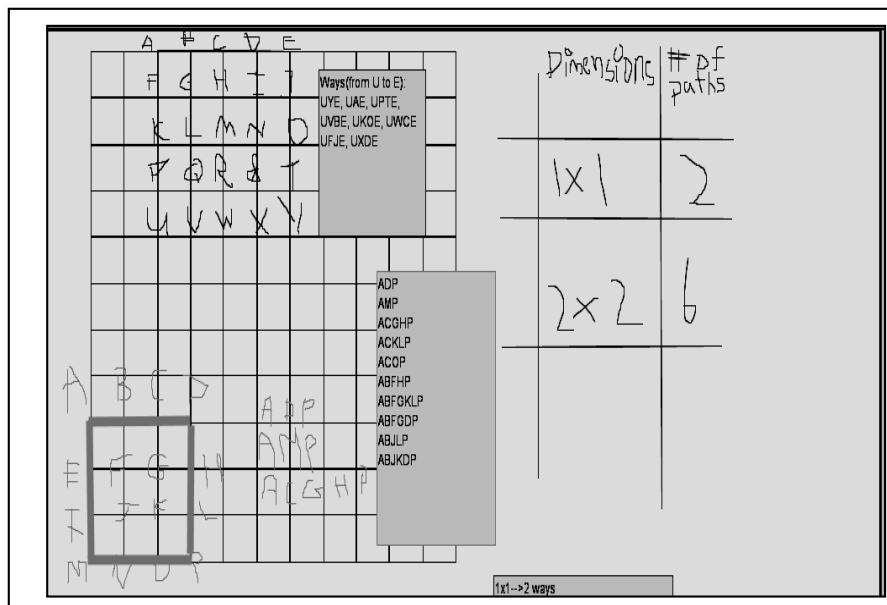 A B C D E
F G H I J
K L M N O
P Q R S T
U V W X Y
Ways(from U to E):
UYE, UAE, UPTE,
UVBE, UKOE, UWCE
UFJE, UXDE
Dimensions # of paths
1x1 2
2x2 6
ADP
AMP
ACGHP
ACKLP
ACOP
ABFHP
ABFGKLP
ABFGDP
ABJLP
ABJKDP
A B C D
E F G H
I J K L
M N O P
ADP
AMP
ACGHP
1x1-->2 ways